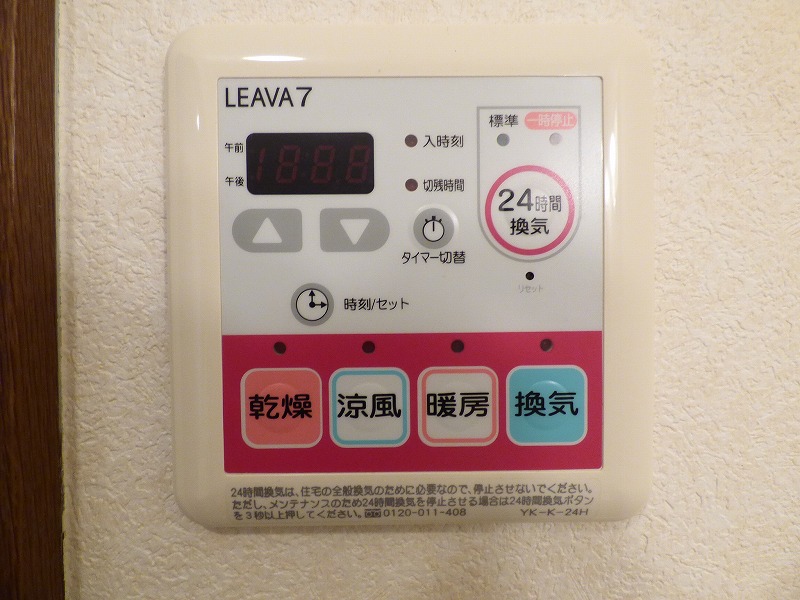 LEAVA7
午前
午後
入時刻
切残時間
タイマー切替
時刻/セット
標準
一時停止
24時間
換気
リセット
乾燥
涼風
暖房
換気
24時間換気は、住宅の全般換気のために必要なので、停止させないでください。
ただし、メンテナンスのため24時間換気を停止させる場合は24時間換気ボタン
を3秒以上押してください。 0120-011-408 YK-K-24H